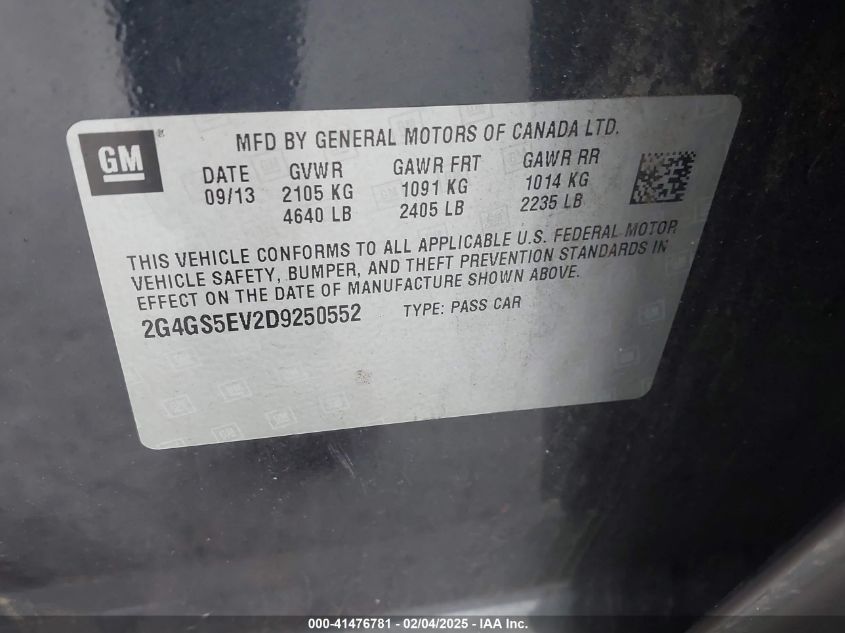 GM
MFD BY GENERAL MOTORS OF CANADA LTD.
DATE GVWR GAWR FRT GAWR RR
09/13 2105 KG 1091 KG 1014 KG
4640 LB 2405 LB 2235 LB
THIS VEHICLE CONFORMS TO ALL APPLICABLE U.S. FEDERAL MOTOR
VEHICLE SAFETY, BUMPER, AND THEFT PREVENTION STANDARDS IN
EFFECT ON THE DATE OF MANUFACTURE SHOWN ABOVE.
2G4GS5EV2D9250552 TYPE: PASS CAR
000-41476781 - 02/04/2025 - IAA Inc.